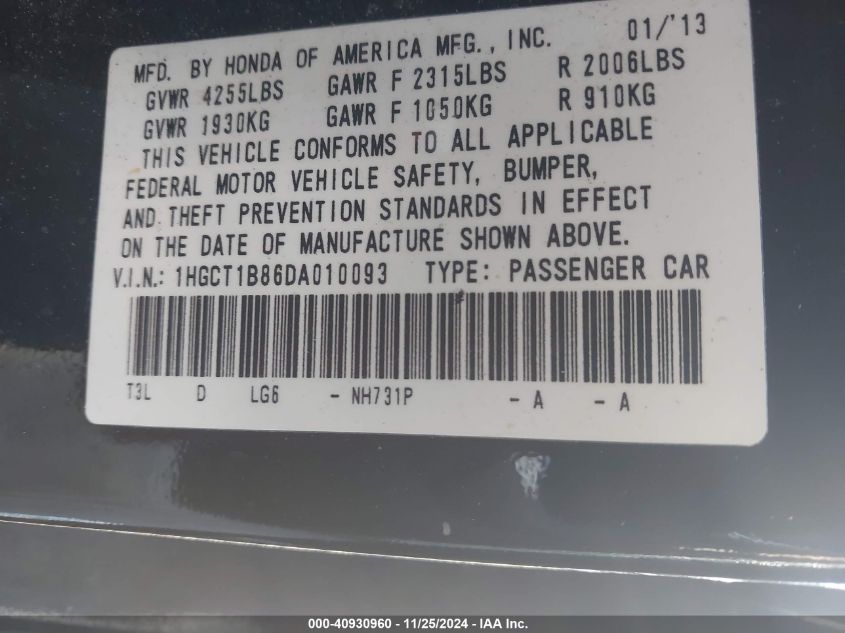 MFD. BY HONDA OF AMERICA MFG., INC. 01/'13
GVWR 4255LBS GAWR F 2315LBS R 2006LBS
GVWR 1930KG GAWR F 1050KG R 910KG
THIS VEHICLE CONFORMS TO ALL APPLICABLE
FEDERAL MOTOR VEHICLE SAFETY, BUMPER,
AND THEFT PREVENTION STANDARDS IN EFFECT
ON THE DATE OF MANUFACTURE SHOWN ABOVE.
V.I.N.: 1HGCT1B86DA010093 TYPE: PASSENGER CAR
T3L D LG6 - NH731P - A - A
000-40930960 - 11/25/2024 - IAA Inc.